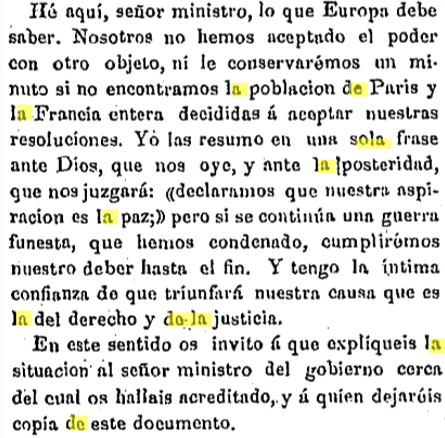 Hé aquí, señor ministro, lo que Europa debe
saber. Nosotros no hemos aceptado el poder
con otro objeto, ni le conservarémos un mi-
nuto si no encontramos la poblacion de Paris y
la Francia entera decididas á aceptar nuestras
resoluciones. Yo las resumo en una sola frase
ante Dios, que nos oye, y ante la posteridad,
que nos juzgará: «declaramos que nuestra aspi-
racion es la paz;» pero si se continúa una guerra
funesta, que hemos condenado, cumplirémos
nuestro deber hasta el fin. Y tengo la íntima
confianza de que triunfará nuestra causa que es
la del derecho y de la justicia.
En este sentido os invito á que expliqueis la
situacion al señor ministro del gobierno cerca
del cual os hallais acreditado, y á quien dejaréis
copia de este documento.